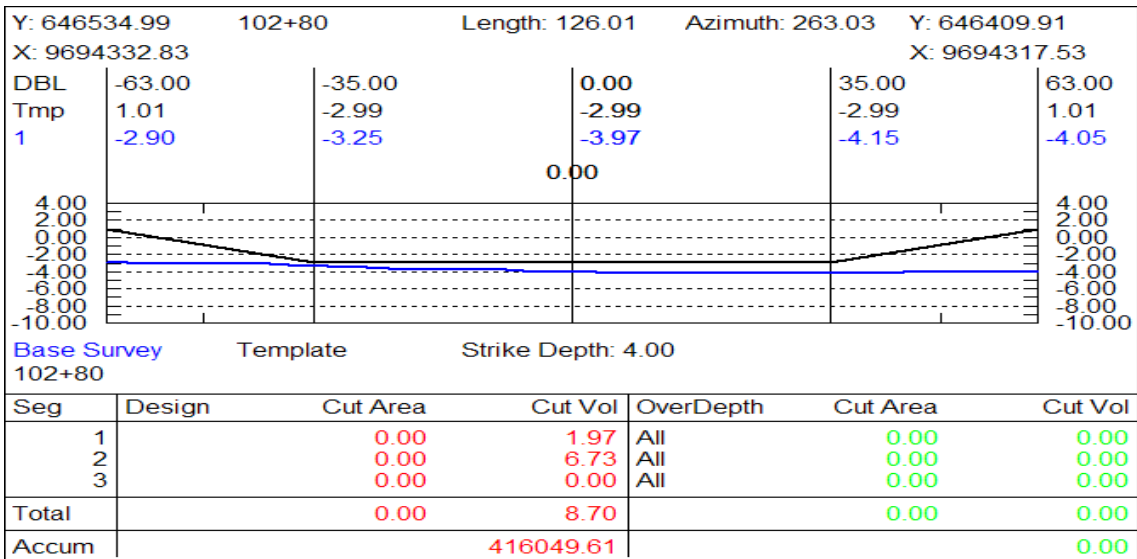 Y: 646534.99 102+80 Length: 126.01 Azimuth: 263.03 Y: 646409.91
X: 9694332.83 X: 9694317.53
DBL -63.00 -35.00 0.00 35.00 63.00
Tmp 1.01 -2.99 -2.99 -2.99 1.01
1 -2.90 -3.25 -3.97 -4.15 -4.05
0.00
4.00 4.00
2.00 2.00
0.00 0.00
-2.00 -2.00
-4.00 -4.00
-6.00 -6.00
-8.00 -8.00
-10.00 -10.00
Base Survey Template Strike Depth: 4.00
102+80
Seg Design Cut Area Cut Vol OverDepth Cut Area Cut Vol
1 0.00 1.97 All 0.00 0.00
2 0.00 6.73 All 0.00 0.00
3 0.00 0.00 All 0.00 0.00
Total 0.00 8.70 0.00 0.00
Accum 416049.61 0.00